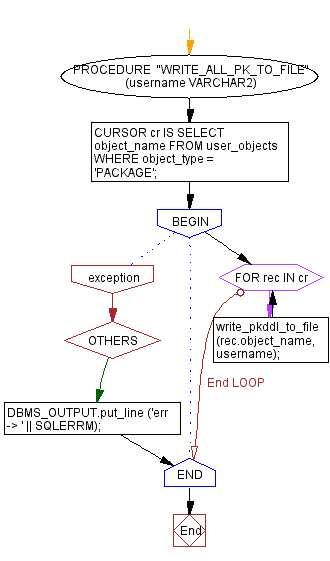 PROCEDURE "WRITE_ALL_PK_TO_FILE"
(username VARCHAR2)
CURSOR cr IS SELECT
object_name FROM user_objects
WHERE object_type =
'PACKAGE';
BEGIN
exception
FOR rec IN cr
OTHERS
write_pkddl_to_file
(rec.object_name,
username);
End LOOP
DBMS_OUTPUT.put_line ('err
-> ' || SQLERRM);
END
End